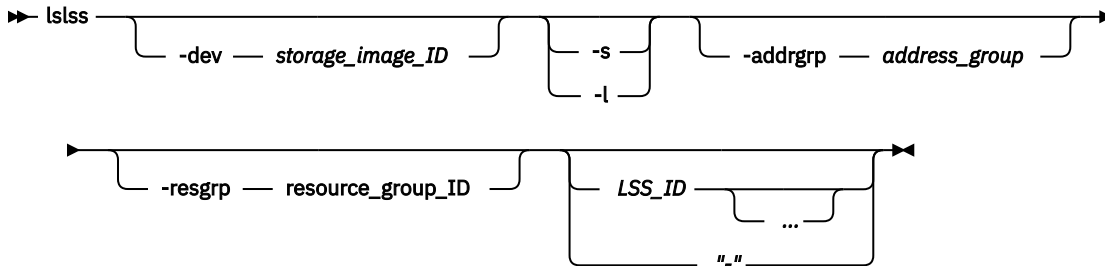 lslss
-dev storage_image_ID -s -addrgrp address_group
-l
-resgrp resource_group_ID LSS_ID
...
"-"